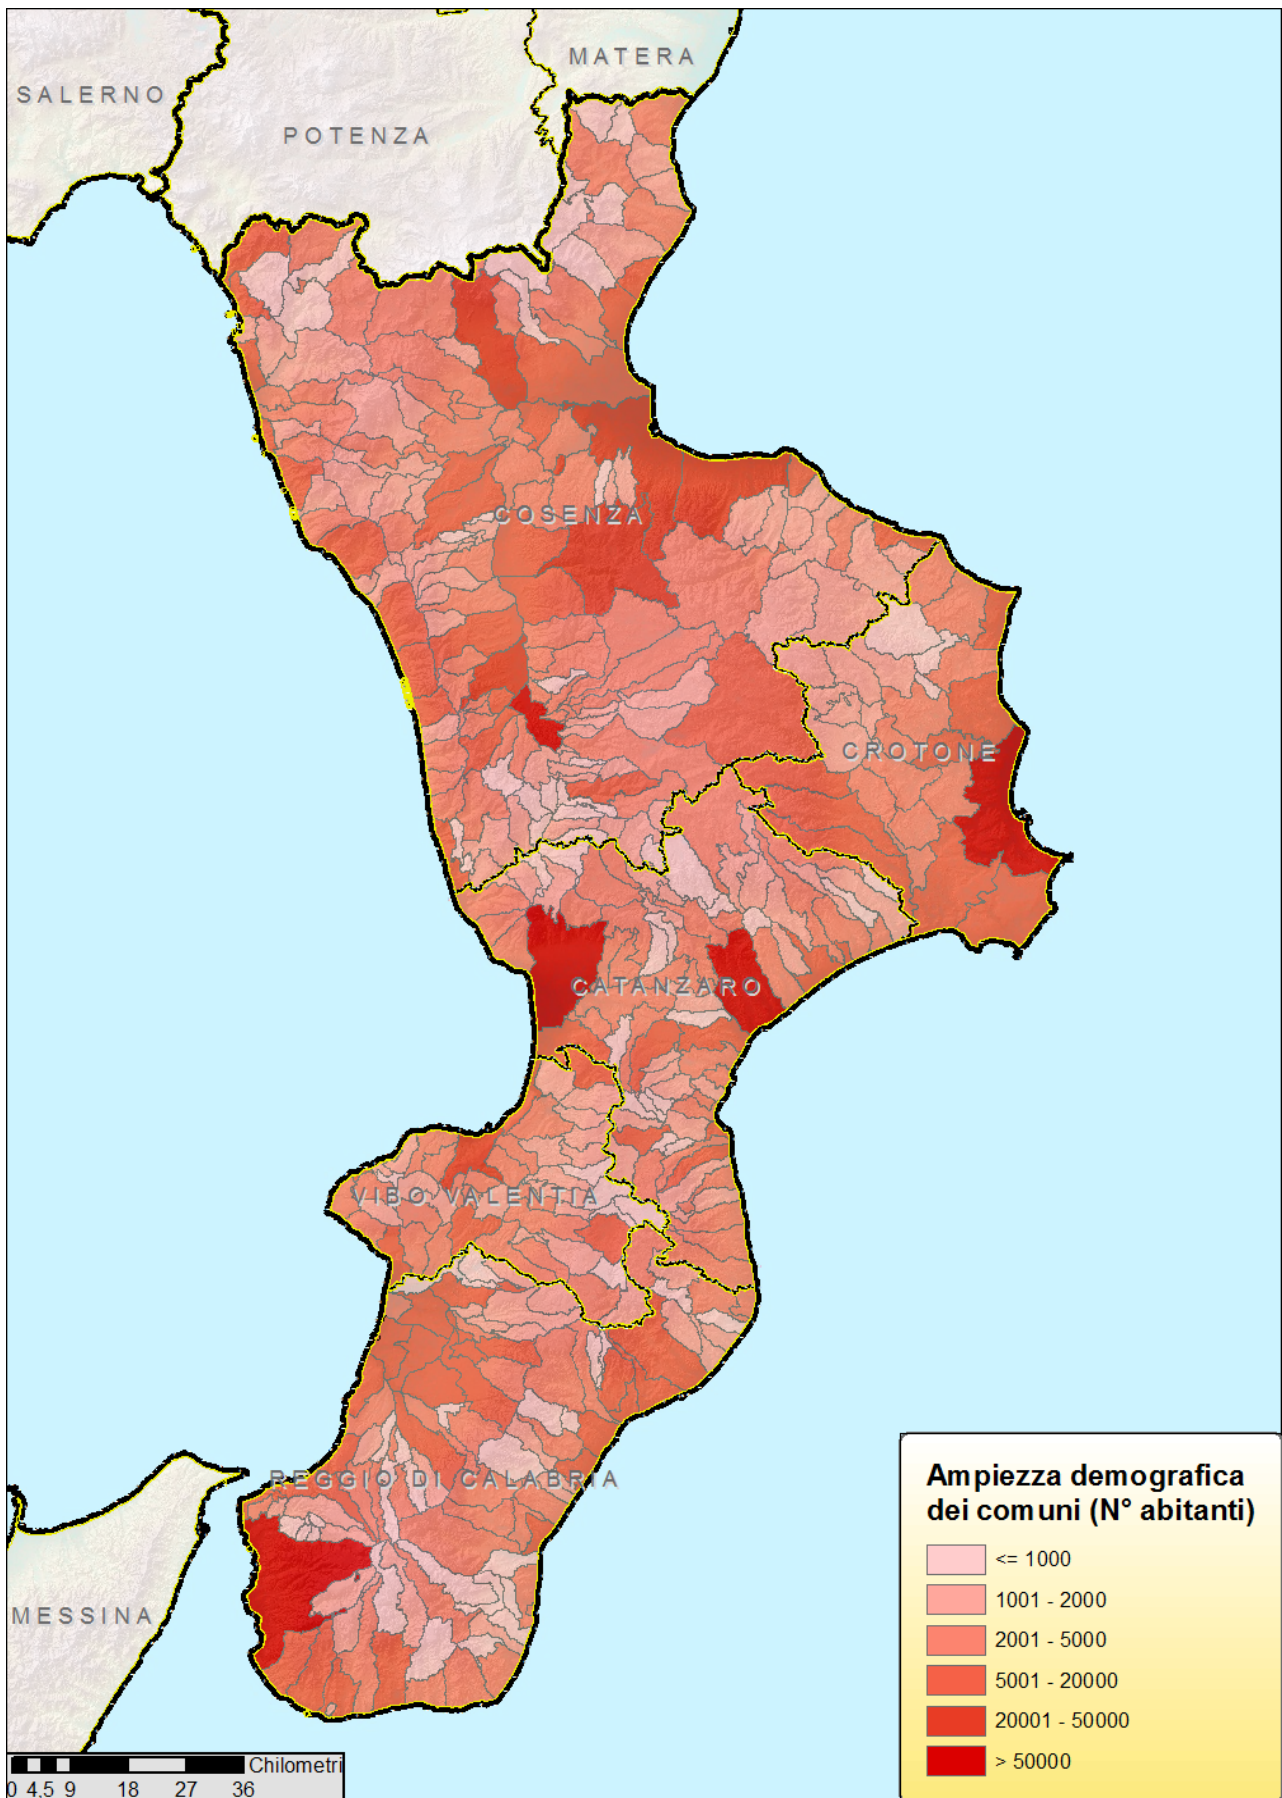 MATERA
SALERNO
POTENZA
COSENZA
CROTONE
CATANZARO
VIBO VALENTIA
REGGIO DI CALABRIA
MESSINA
Ampiezza demografica
dei comuni (N° abitanti)
<= 1000
1001 - 2000
2001 - 5000
5001 - 20000
20001 - 50000
> 50000
Chilometri
0 4,5 9 18 27 36